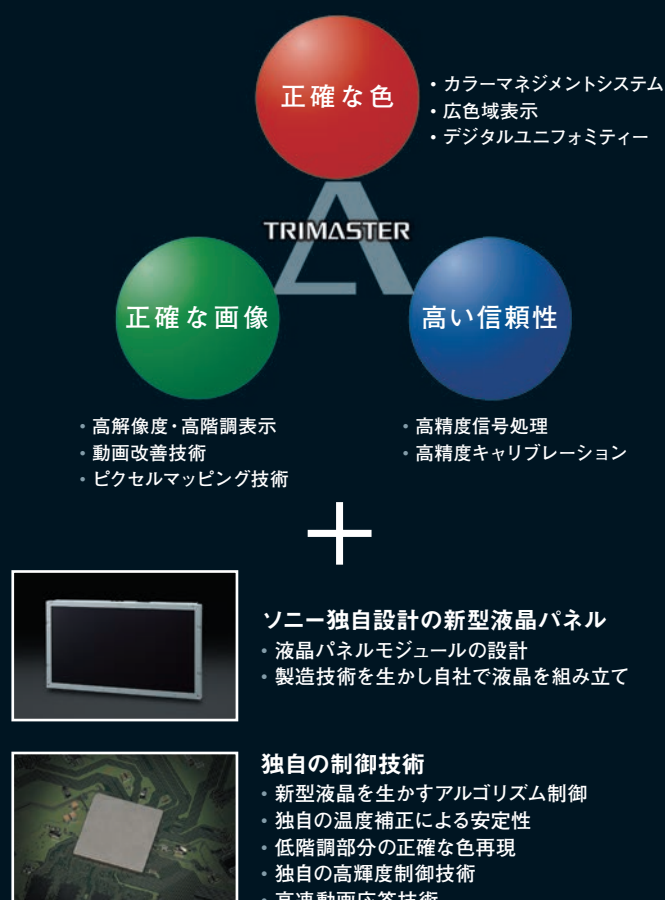 正確な色
・カラーマネジメントシステム
・広色域表示
・デジタルユニフォミティー
TRIMASTER
正確な画像
高い信頼性
・高解像度・高階調表示
・動画改善技術
・ピクセルマッピング技術
・高精度信号処理
・高精度キャリブレーション
+
ソニー独自設計の新型液晶パネル
・液晶パネルモジュールの設計
・製造技術を生かし自社で液晶を組み立て
独自の制御技術
・新型液晶を生かすアルゴリズム制御
・独自の温度補正による安定性
・低階調部分の正確な色再現
・独自の高輝度制御技術
・高速動画応答技術